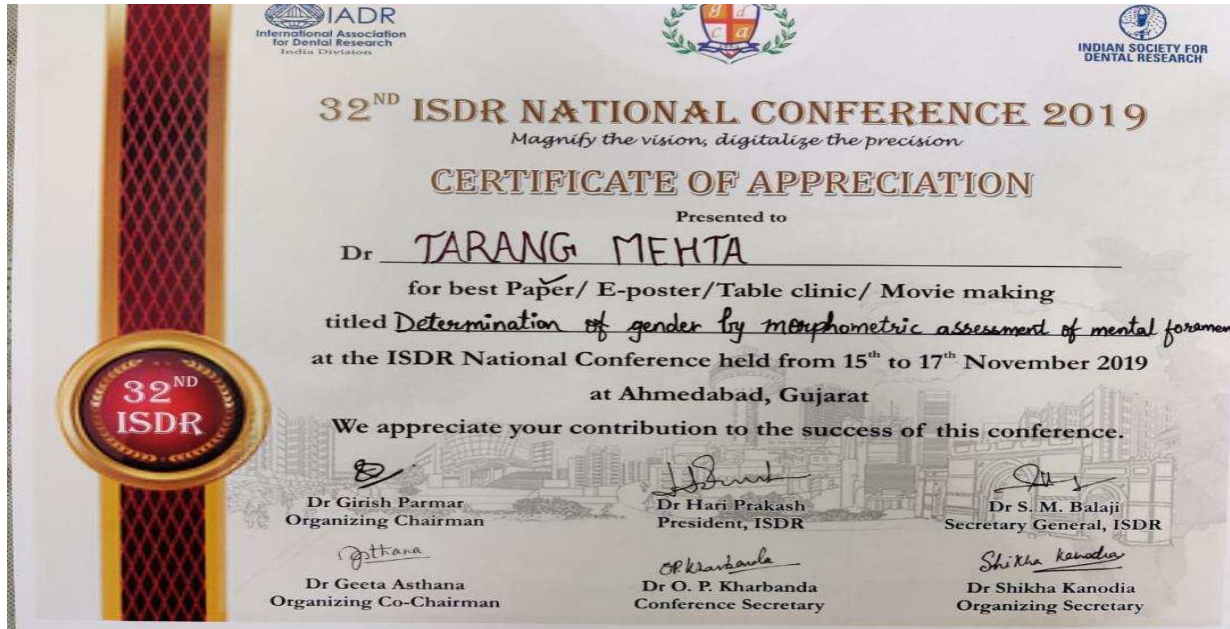 IADR
International Association
for Dental Research
India Division
g d
c a
INDIAN SOCIETY FOR
DENTAL RESEARCH
32ND ISDR NATIONAL CONFERENCE 2019
Magnify the vision, digitalize the precision
CERTIFICATE OF APPRECIATION
Presented to
Dr TARANG MEHTA
for best Paper/ E-poster/Table clinic/ Movie making
titled Determination of gender by morphometric assessment of mental foramen
at the ISDR National Conference held from 15th to 17th November 2019
at Ahmedabad, Gujarat
We appreciate your contribution to the success of this conference.
32ND
ISDR
Dr Girish Parmar
Organizing Chairman
Dr Hari Prakash
President, ISDR
Dr S. M. Balaji
Secretary General, ISDR
Asthana
OP Kharbanda
Shikha Kanodia
Dr Geeta Asthana
Organizing Co-Chairman
Dr O. P. Kharbanda
Conference Secretary
Dr Shikha Kanodia
Organizing Secretary